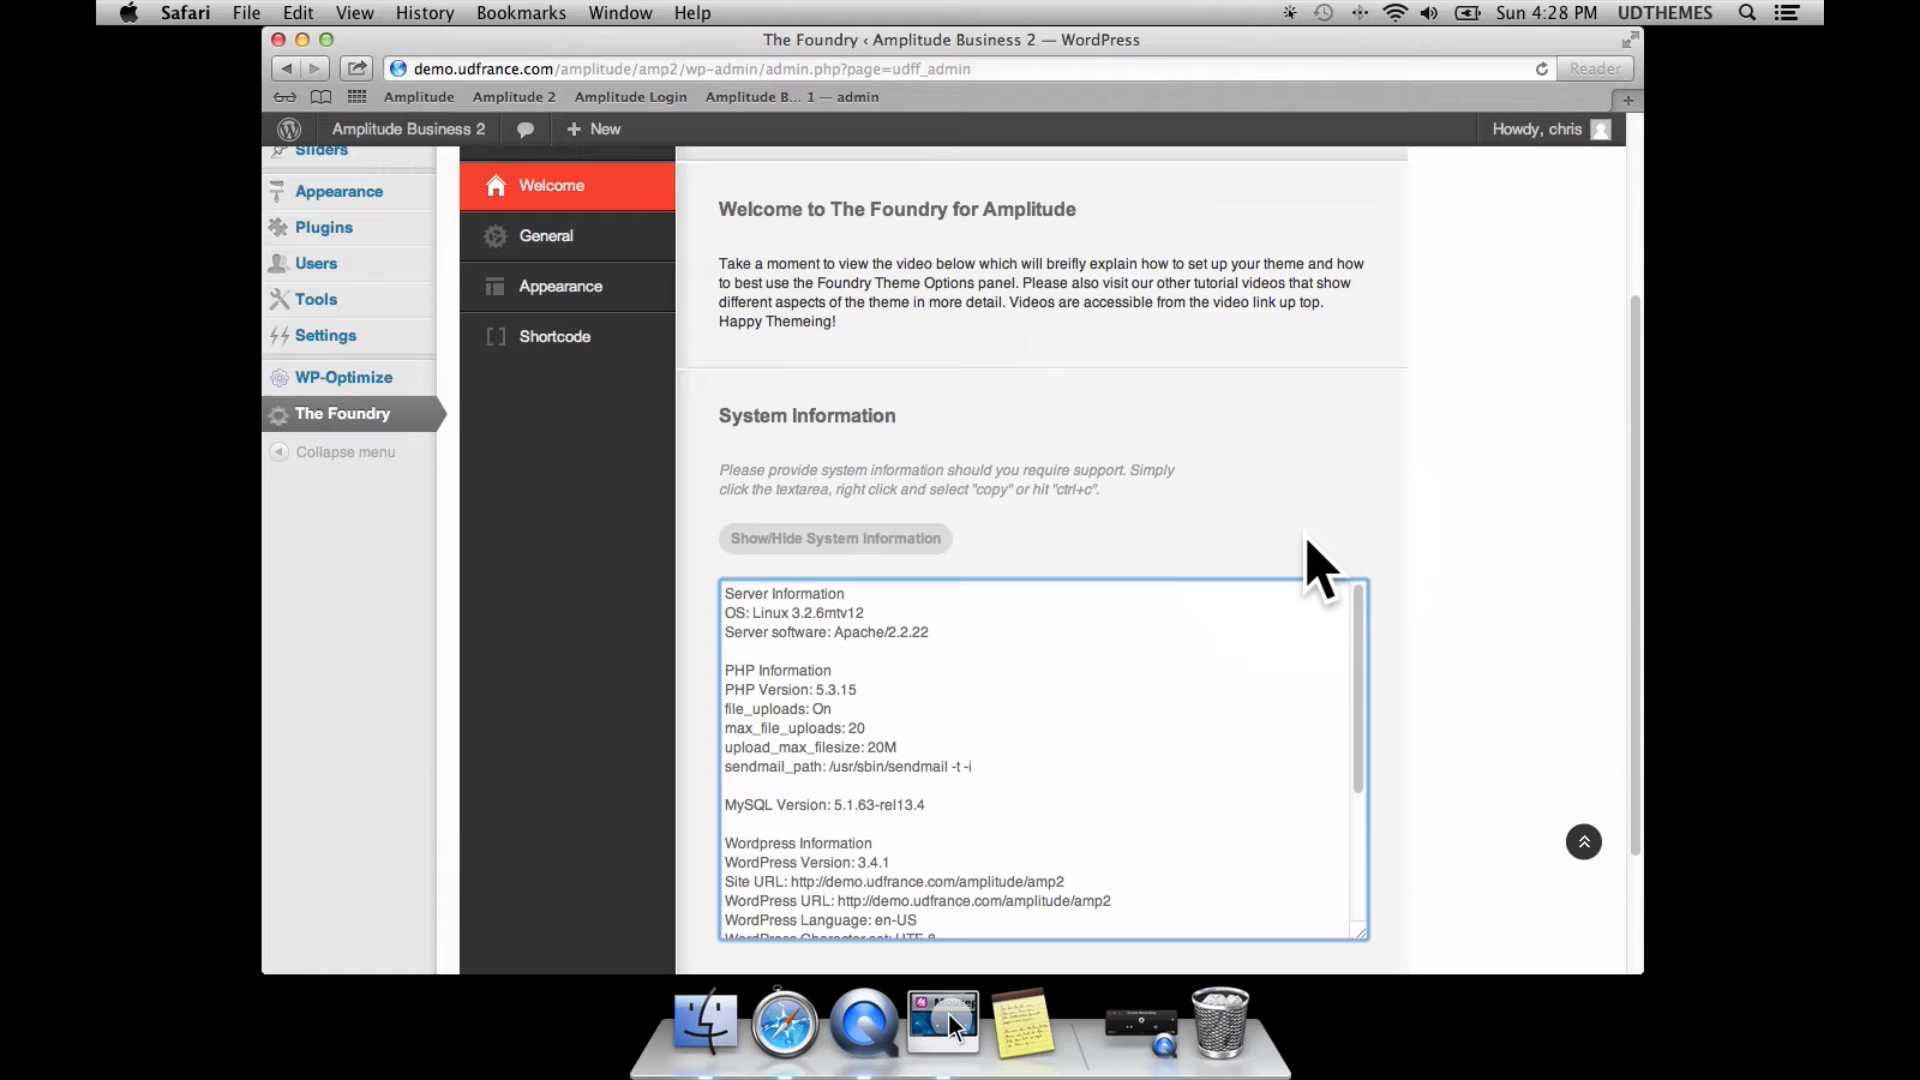 Safari File Edit View History Bookmarks Window Help
Sun 4:28 PM UDTHEMES
The Foundry ‹ Amplitude Business 2 — WordPress
demo.udfrance.com/amplitude/amp2/wp-admin/admin.php?page=udff_admin
Reader
Amplitude Amplitude 2 Amplitude Login Amplitude B... 1 — admin
Amplitude Business 2 + New
Howdy, chris
Sliders
Appearance
Plugins
Users
Tools
Settings
WP-Optimize
The Foundry
Collapse menu
Welcome
General
Appearance
Shortcode
Welcome to The Foundry for Amplitude
Take a moment to view the video below which will breifly explain how to set up your theme and how
to best use the Foundry Theme Options panel. Please also visit our other tutorial videos that show
different aspects of the theme in more detail. Videos are accessible from the video link up top.
Happy Themeing!
System Information
Please provide system information should you require support. Simply
click the textarea, right click and select "copy" or hit "ctrl+c".
Show/Hide System Information
Server Information
OS: Linux 3.2.6mtv12
Server software: Apache/2.2.22
PHP Information
PHP Version: 5.3.15
file_uploads: On
max_file_uploads: 20
upload_max_filesize: 20M
sendmail_path: /usr/sbin/sendmail -t -i
MySQL Version: 5.1.63-rel13.4
Wordpress Information
WordPress Version: 3.4.1
Site URL: http://demo.udfrance.com/amplitude/amp2
WordPress URL: http://demo.udfrance.com/amplitude/amp2
WordPress Language: en-US
WordPress Character set: UTF-8